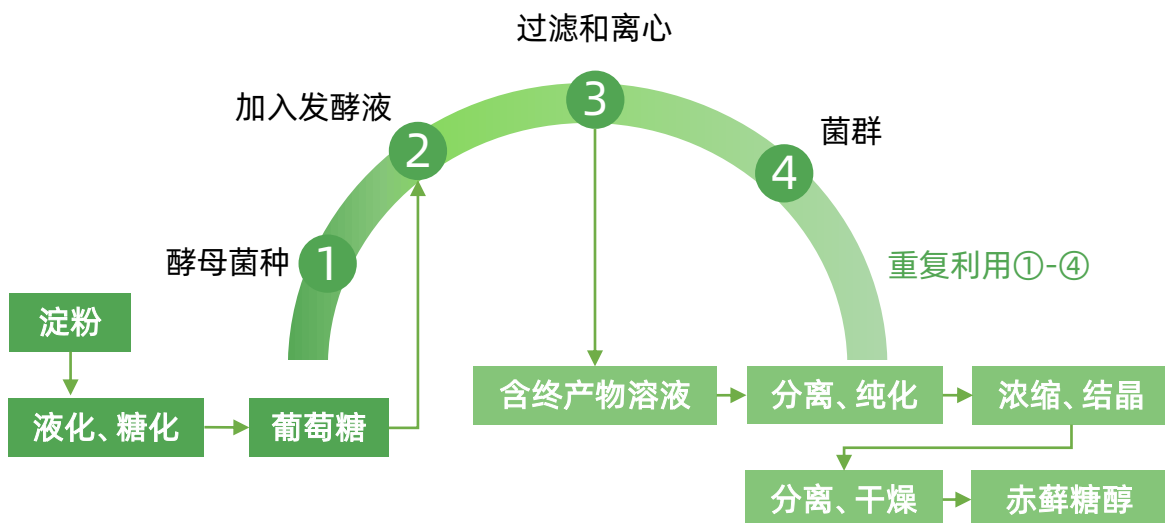 过滤和离心
3
加入发酵液
2
菌群
4
酵母菌种
1
重复利用①-④
淀粉
液化、糖化
葡萄糖
含终产物溶液
分离、纯化
浓缩、结晶
分离、干燥
赤藓糖醇